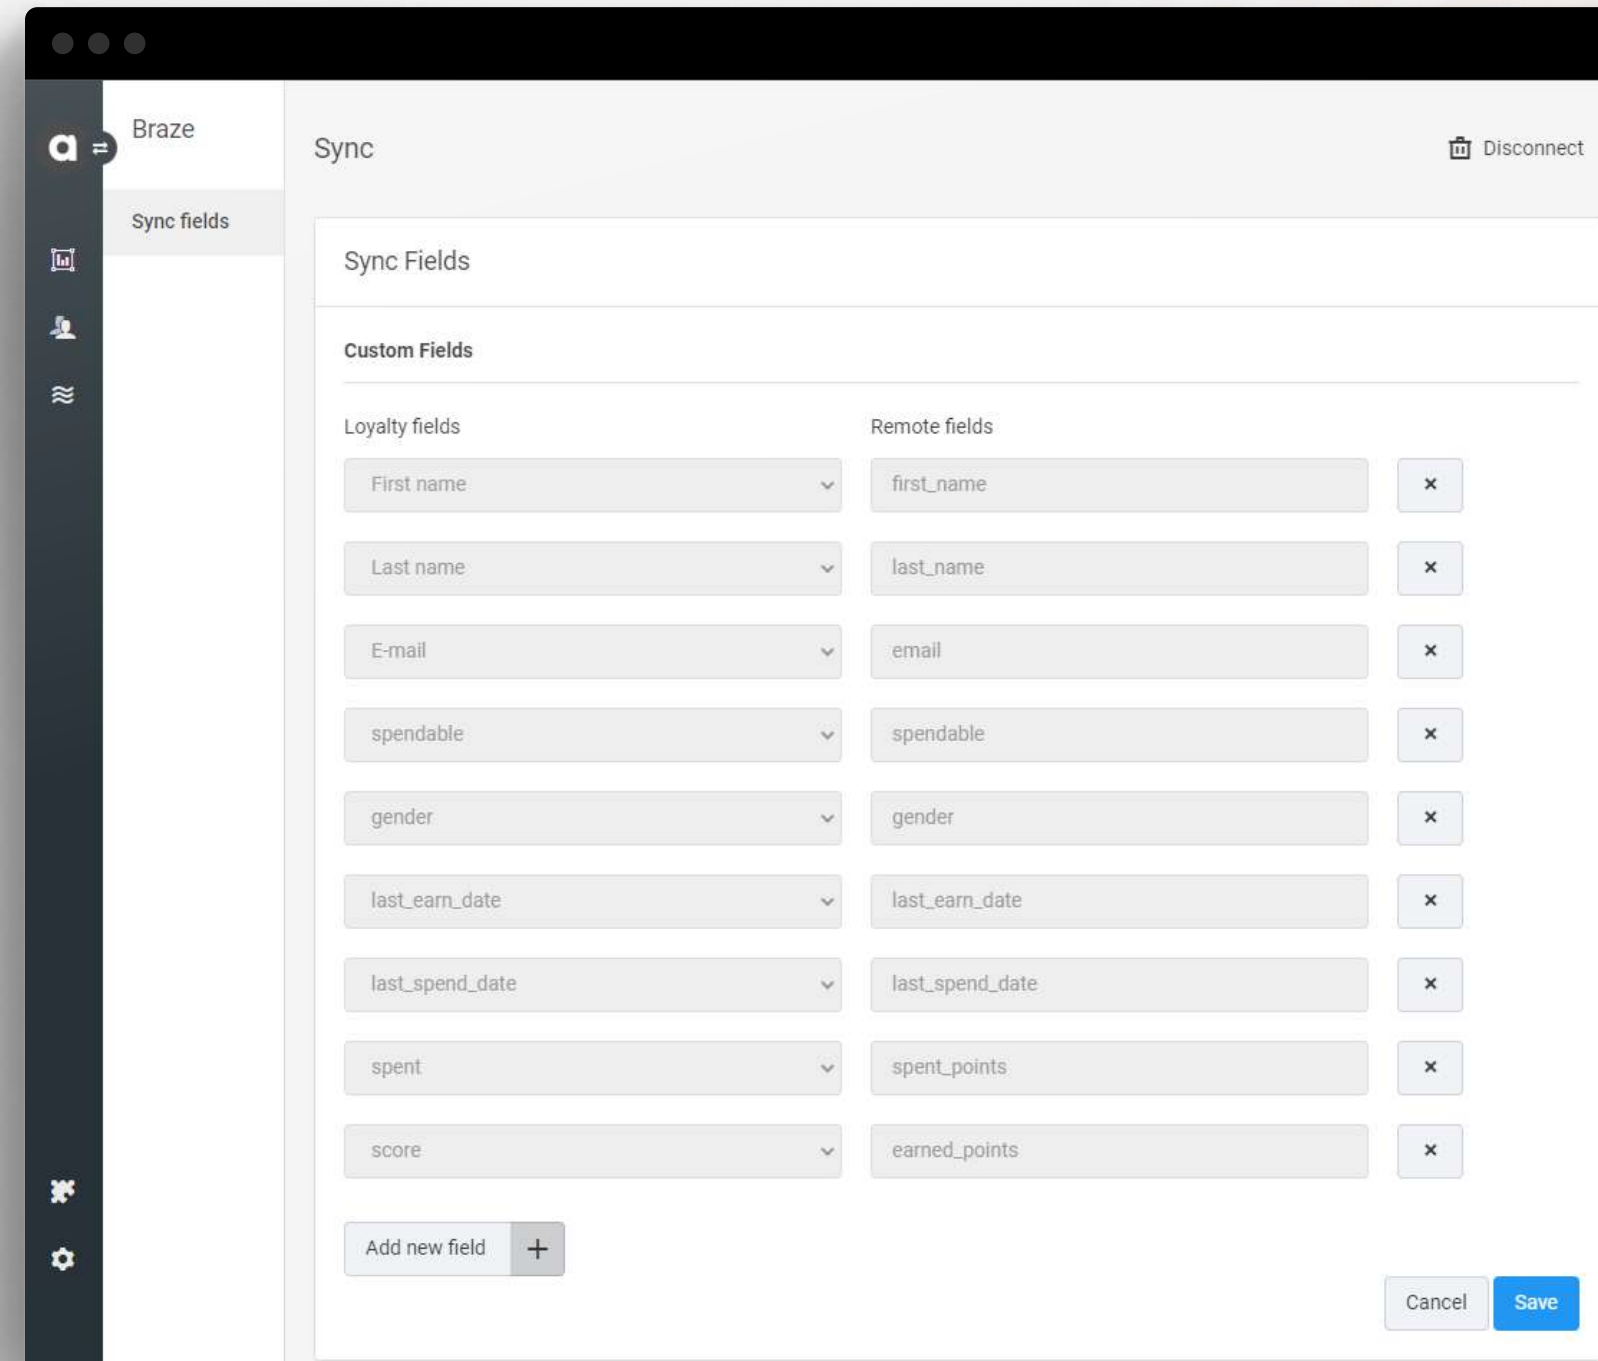 Braze
Sync
Disconnect
Sync fields
Sync Fields
Custom Fields
Loyalty fields Remote fields
First name first_name
Last name last_name
E-mail email
spendable spendable
gender gender
last_earn_date last_earn_date
last_spend_date last_spend_date
spent spent_points
score earned_points
Add new field
Cancel Save